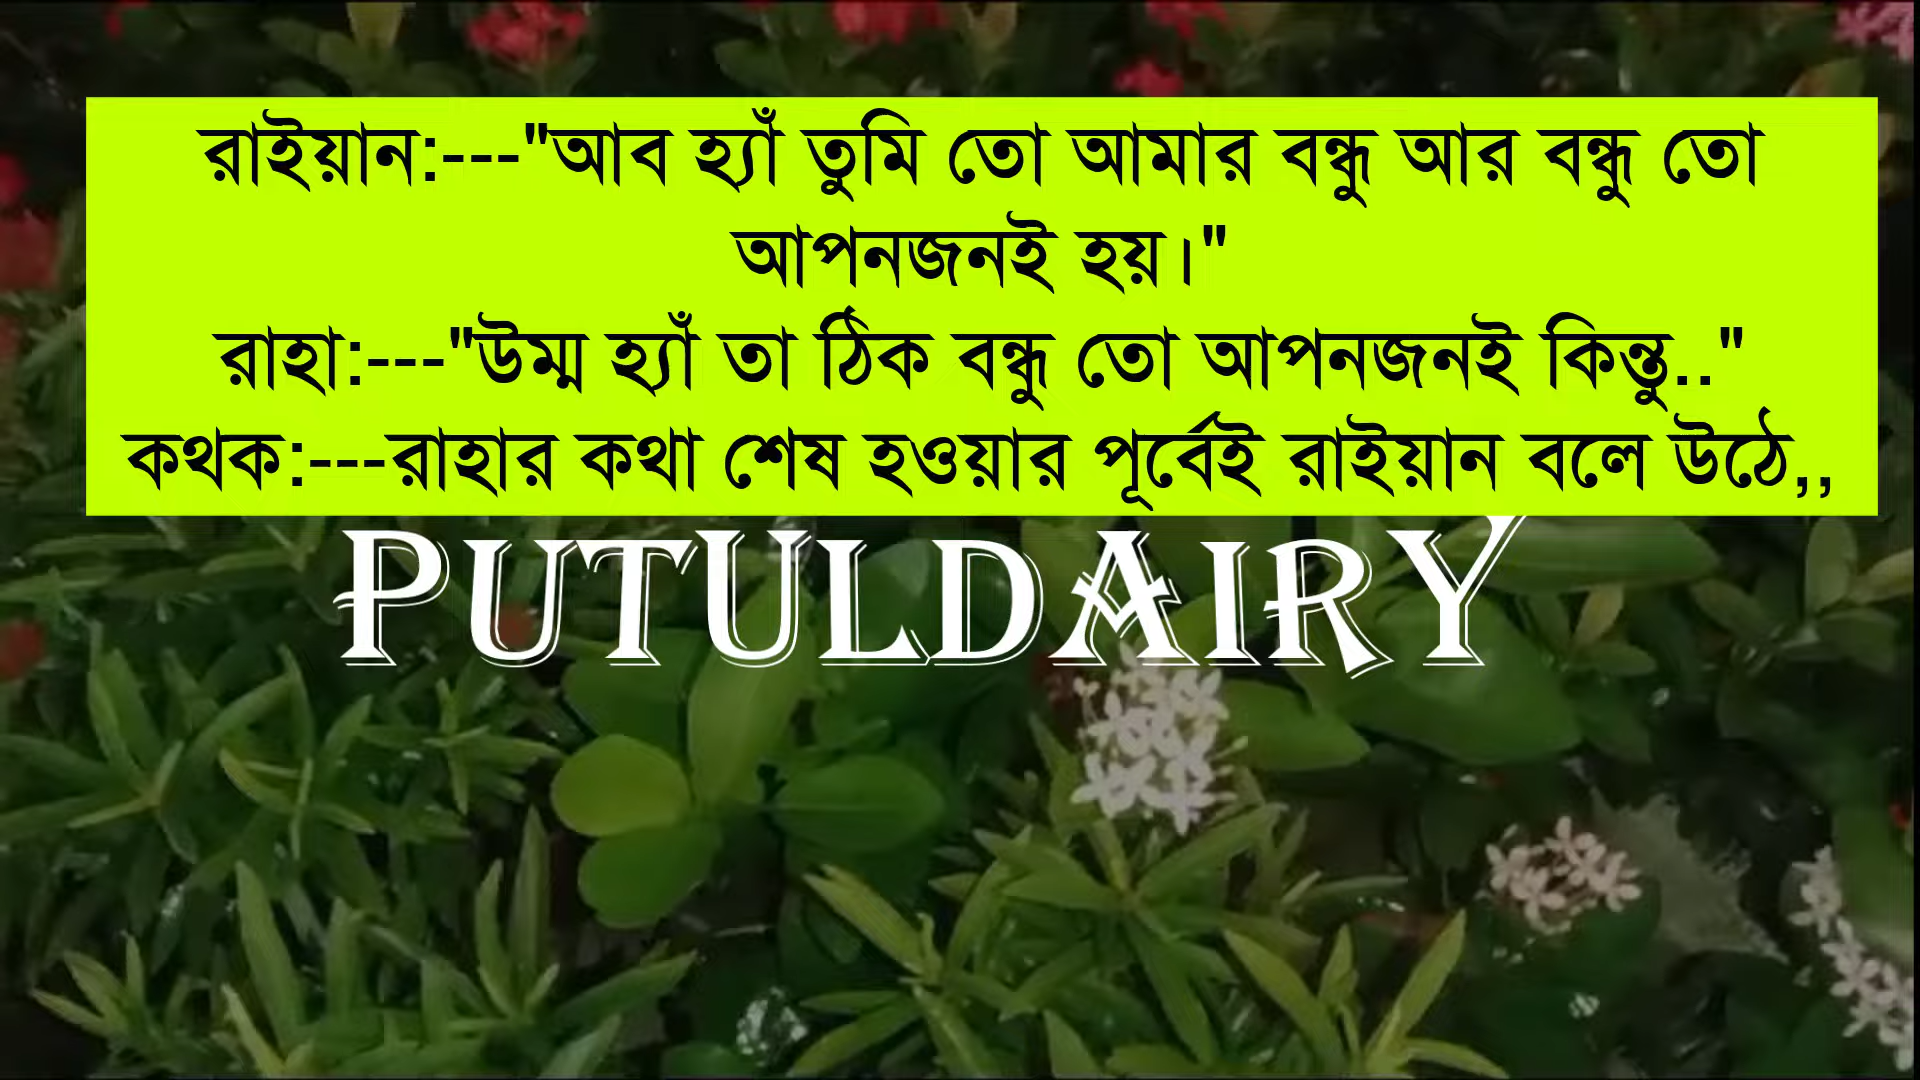 রাইয়ান:---"আব হ্যাঁ তুমি তো আমার বন্ধু আর বন্ধু তো
আপনজনই হয়।"
রাহা:---"উম্ম হ্যাঁ তা ঠিক বন্ধু তো আপনজনই কিন্তু.."
কথক:---রাহার কথা শেষ হওয়ার পূর্বেই রাইয়ান বলে উঠে,,
PUTULDAIRY